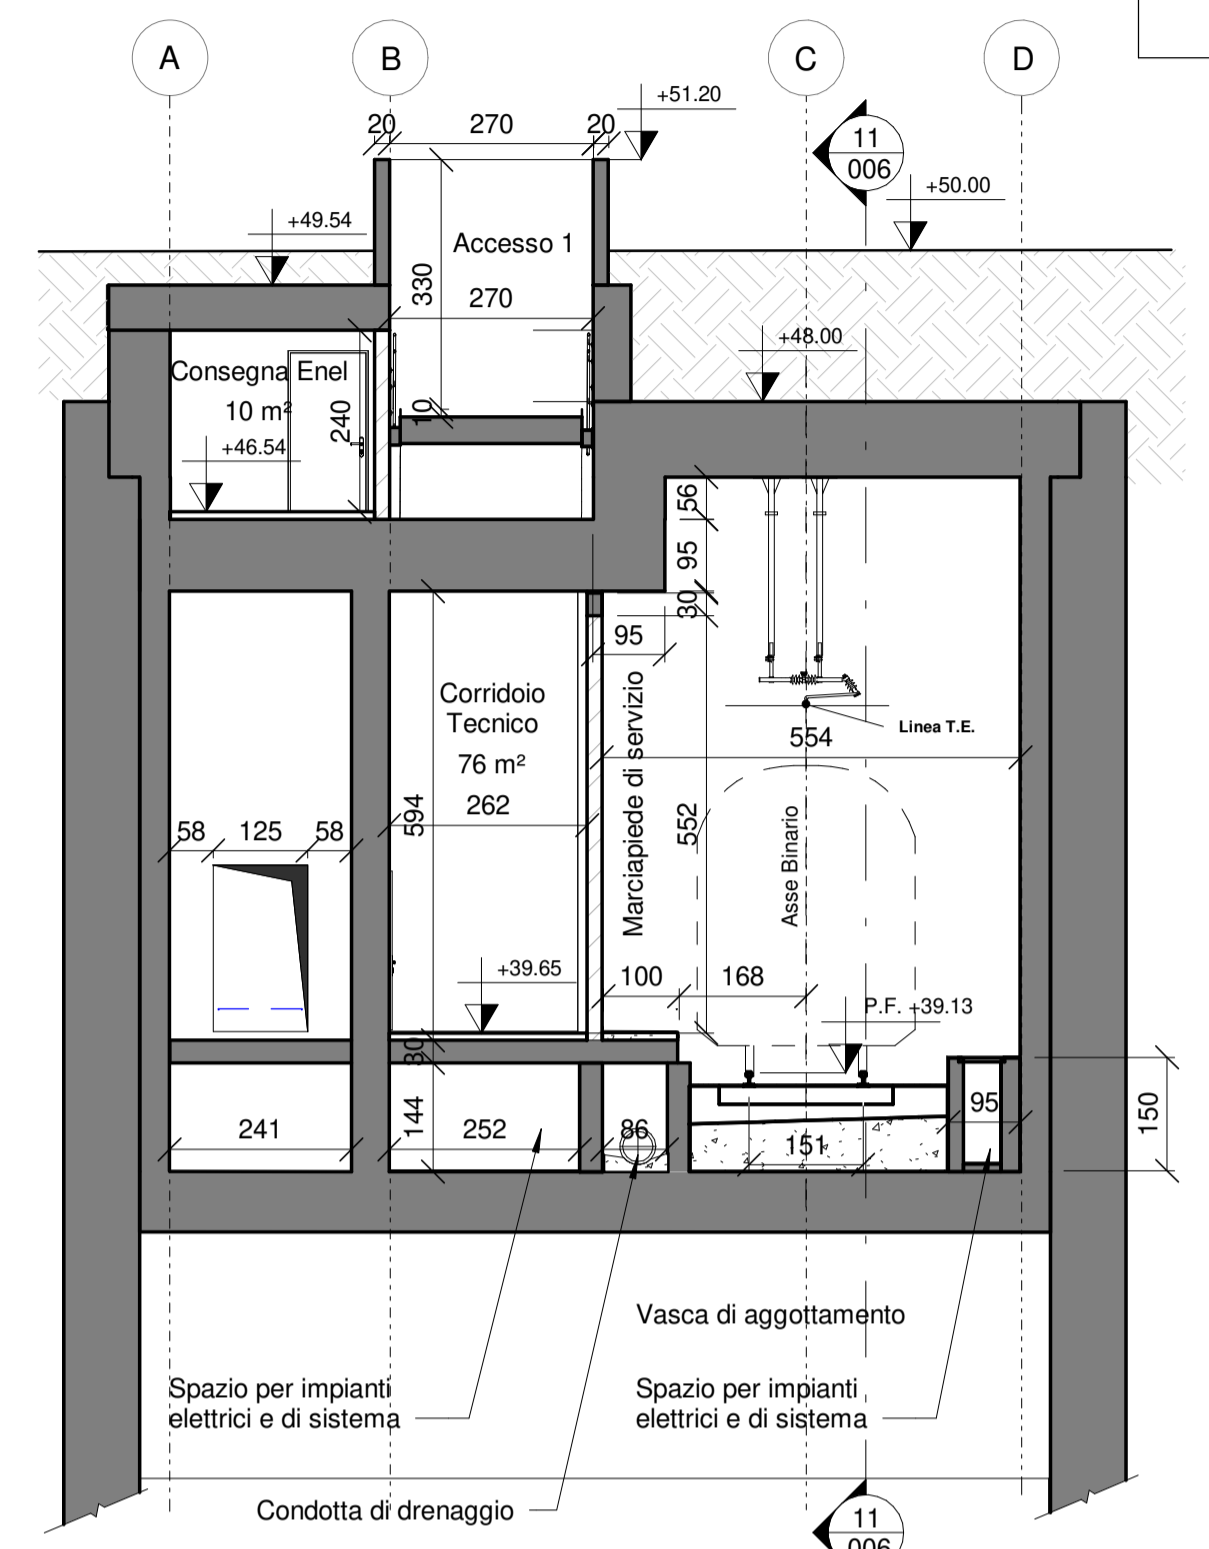 A
B
C
D
+51.20
20
270
20
11
006
+50.00
+49.54
Accesso 1
330
270
+48.00
Consegna Enel
10 m²
240
10
+46.54
56
95
30
95
Corridoio
Tecnico
76 m²
262
594
Marciapiede di servizio
Linea T.E.
554
552
Asse Binario
58
125
58
+39.65
100
168
P.F. +39.13
30
144
241
252
86
151
95
150
Vasca di aggottamento
Spazio per impianti
elettrici e di sistema
Spazio per impianti
elettrici e di sistema
Condotta di drenaggio
11
006